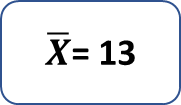 X̅ = 13